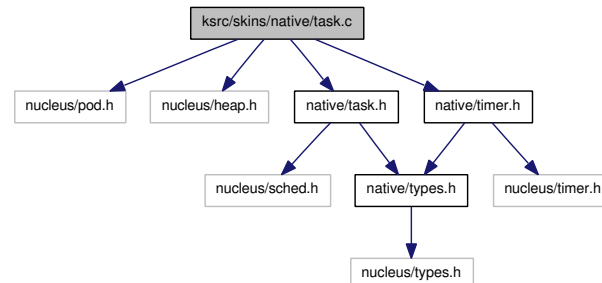 ksrc/skins/native/task.c
nucleus/pod.h
nucleus/heap.h
native/task.h
native/timer.h
nucleus/sched.h
native/types.h
nucleus/timer.h
nucleus/types.h